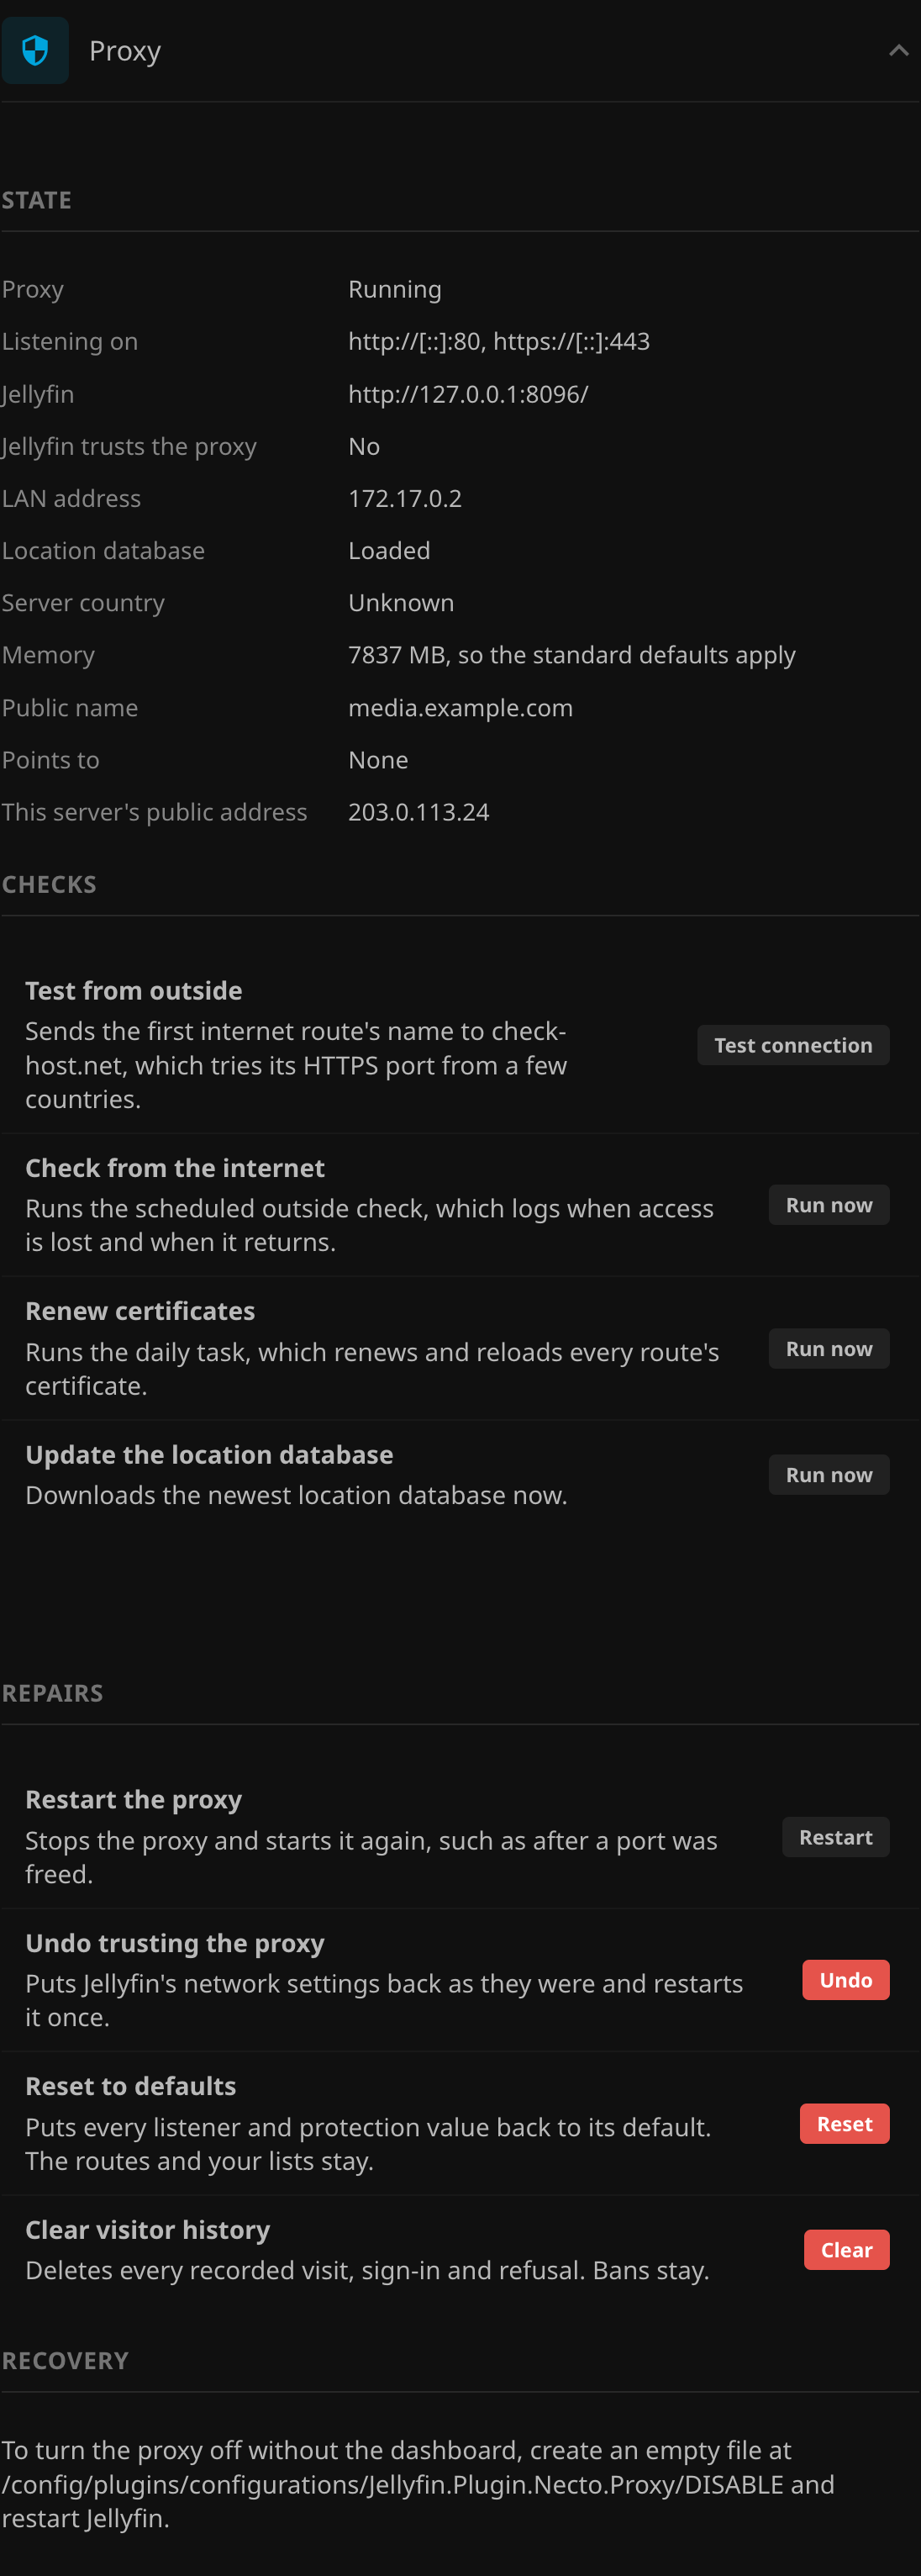 Proxy
STATE
Proxy Running
Listening on http://[::]:80, https://[::]:443
Jellyfin http://127.0.0.1:8096/
Jellyfin trusts the proxy No
LAN address 172.17.0.2
Location database Loaded
Server country Unknown
Memory 7837 MB, so the standard defaults apply
Public name media.example.com
Points to None
This server's public address 203.0.113.24
CHECKS
Test from outside
Sends the first internet route's name to check-
host.net, which tries its HTTPS port from a few
countries.
Test connection
Check from the internet
Runs the scheduled outside check, which logs when access
is lost and when it returns.
Run now
Renew certificates
Runs the daily task, which renews and reloads every route's
certificate.
Run now
Update the location database
Downloads the newest location database now.
Run now
REPAIRS
Restart the proxy
Stops the proxy and starts it again, such as after a port was
freed.
Restart
Undo trusting the proxy
Puts Jellyfin's network settings back as they were and restarts
it once.
Undo
Reset to defaults
Puts every listener and protection value back to its default.
The routes and your lists stay.
Reset
Clear visitor history
Deletes every recorded visit, sign-in and refusal. Bans stay.
Clear
RECOVERY
To turn the proxy off without the dashboard, create an empty file at
/config/plugins/configurations/Jellyfin.Plugin.Necto.Proxy/DISABLE and
restart Jellyfin.